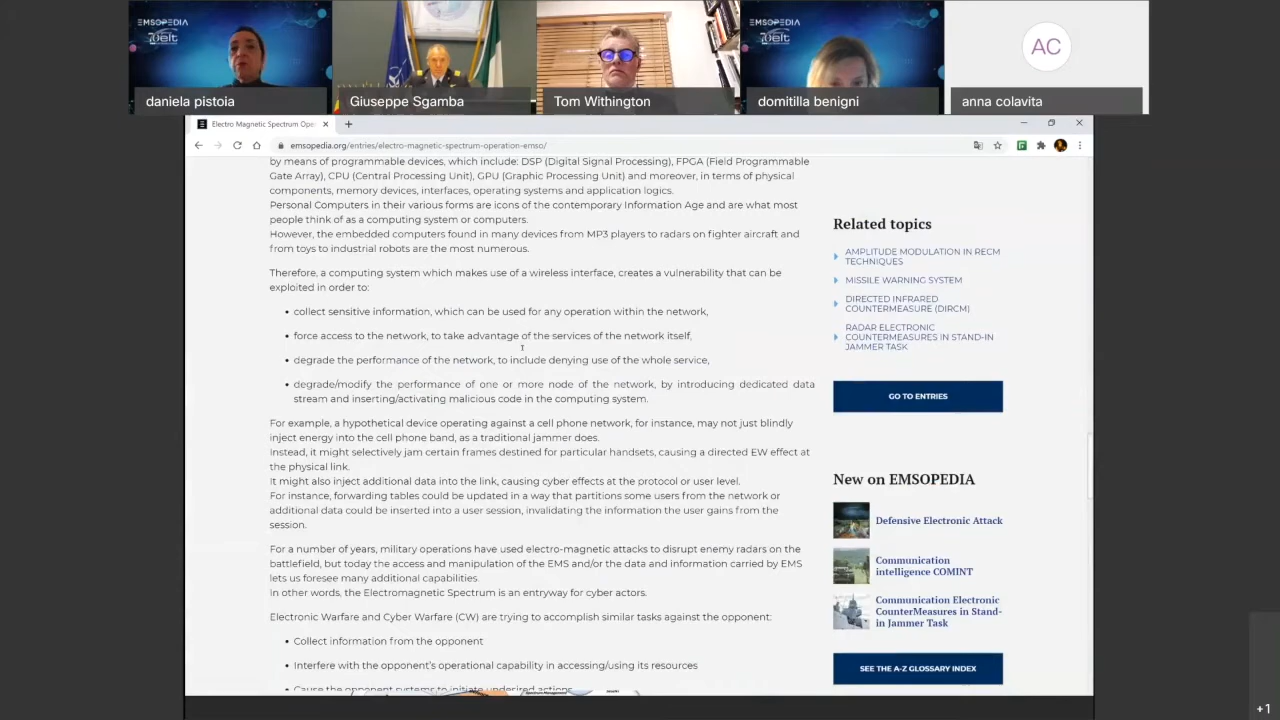 EMSOPEDIA
EMSOPEDIA
AC
daniela pistoia
Giuseppe Sgamba
Tom Withington
domitilla benigni
anna colavita
Electro Magnetic Spectrum Oper
emsopedia.org/entries/electro-magnetic-spectrum-operation-emso/
by means of programmable devices, which include: DSP (Digital Signal Processing), FPGA (Field Programmable
Gate Array), CPU (Central Processing Unit), GPU (Graphic Processing Unit) and moreover, in terms of physical
components, memory devices, interfaces, operating systems and application logics.
Personal Computers in their various forms are icons of the contemporary Information Age and are what most
people think of as a computing system or computers.
However, the embedded computers found in many devices from MP3 players to radars on fighter aircraft and
from toys to industrial robots are the most numerous.
Therefore, a computing system which makes use of a wireless interface, creates a vulnerability that can be
exploited in order to:
• collect sensitive information, which can be used for any operation within the network,
• force access to the network, to take advantage of the services of the network itself,
• degrade the performance of the network, to include denying use of the whole service,
• degrade/modify the performance of one or more node of the network, by introducing dedicated data
stream and inserting/activating malicious code in the computing system.
For example, a hypothetical device operating against a cell phone network, for instance, may not just blindly
inject energy into the cell phone band, as a traditional jammer does.
Instead, it might selectively jam certain frames destined for particular handsets, causing a directed EW effect at
the physical link.
It might also inject additional data into the link, causing cyber effects at the protocol or user level.
For instance, forwarding tables could be updated in a way that partitions some users from the network or
additional data could be inserted into a user session, invalidating the information the user gains from the
session.
For a number of years, military operations have used electro-magnetic attacks to disrupt enemy radars on the
battlefield, but today the access and manipulation of the EMS and/or the data and information carried by EMS
lets us foresee many additional capabilities.
In other words, the Electromagnetic Spectrum is an entryway for cyber actors.
Electronic Warfare and Cyber Warfare (CW) are trying to accomplish similar tasks against the opponent:
• Collect information from the opponent
• Interfere with the opponent's operational capability in accessing/using its resources
• Cause the opponent systems to initiate undesired actions
Related topics
AMPLITUDE MODULATION IN RECM
TECHNIQUES
MISSILE WARNING SYSTEM
DIRECTED INFRARED
COUNTERMEASURE (DIRCM)
RADAR ELECTRONIC
COUNTERMEASURES IN STAND-IN
JAMMER TASK
GO TO ENTRIES
New on EMSOPEDIA
Defensive Electronic Attack
Communication
intelligence COMINT
Communication Electronic
CounterMeasures in Stand-
in Jammer Task
SEE THE A-Z GLOSSARY INDEX
+1